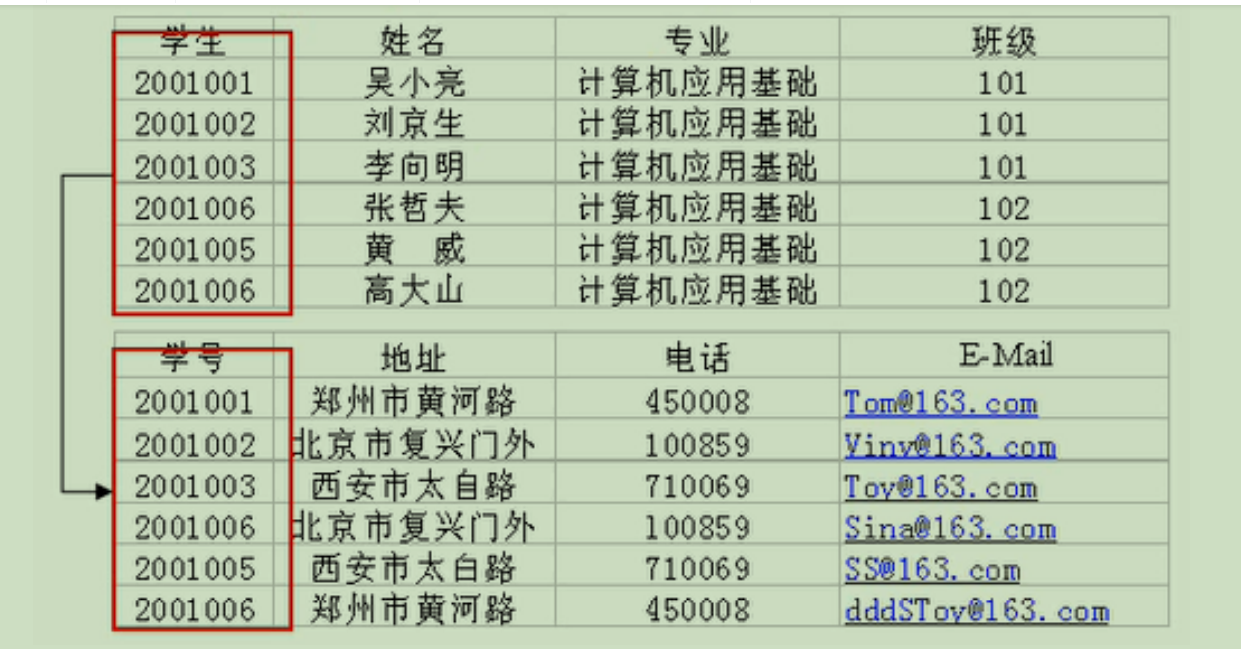 学生 姓名 专业 班级
2001001 吴小亮 计算机应用基础 101
2001002 刘京生 计算机应用基础 101
2001003 李向明 计算机应用基础 101
2001006 张哲夫 计算机应用基础 102
2001005 黄 威 计算机应用基础 102
2001006 高大山 计算机应用基础 102
学号 地址 电话 E-Mail
2001001 郑州市黄河路 450008 Tom@163.com
2001002 北京市复兴门外 100859 Viny@163.com
2001003 西安市太白路 710069 Toy@163.com
2001006 北京市复兴门外 100859 Sina@163.com
2001005 西安市太白路 710069 SS@163.com
2001006 郑州市黄河路 450008 dddSToy@163.com